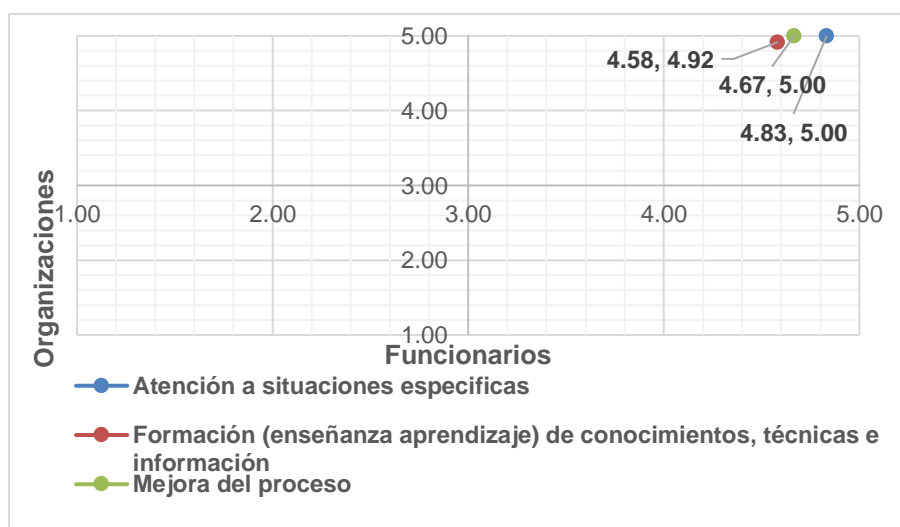 5.00
4.58, 4.92
4.67, 5.00
4.00
4.83, 5.00
3.00
1.00 2.00 3.00 4.00 5.00
2.00
1.00
Organizaciones
Funcionarios
Atención a situaciones especificas
Formación (enseñanza aprendizaje) de conocimientos, técnicas e
información
Mejora del proceso